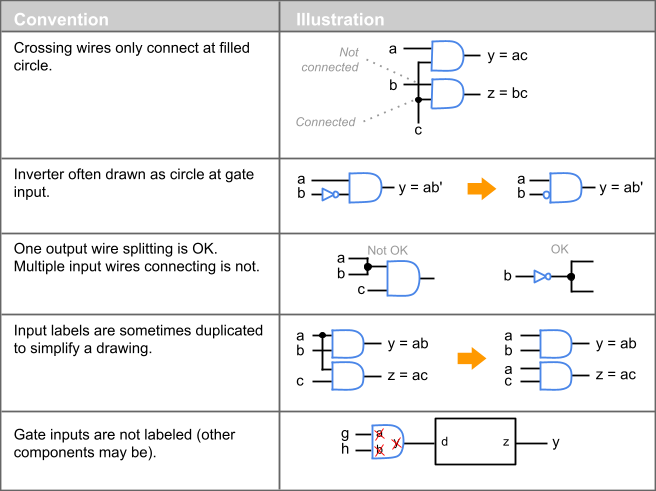 Convention
Illustration
Crossing wires only connect at filled
circle.
a
Not
connected
b
Connected
c
y = ac
z = bc
Inverter often drawn as circle at gate
input.
a
b
y = ab'
a
b
y = ab'
One output wire splitting is OK.
Multiple input wires connecting is not.
Not OK
a
b
c
OK
b
Input labels are sometimes duplicated
to simplify a drawing.
a
b
c
y = ab
z = ac
a
b
a
c
y = ab
z = ac
Gate inputs are not labeled (other
components may be).
g
h
a
b
y
d
z
y